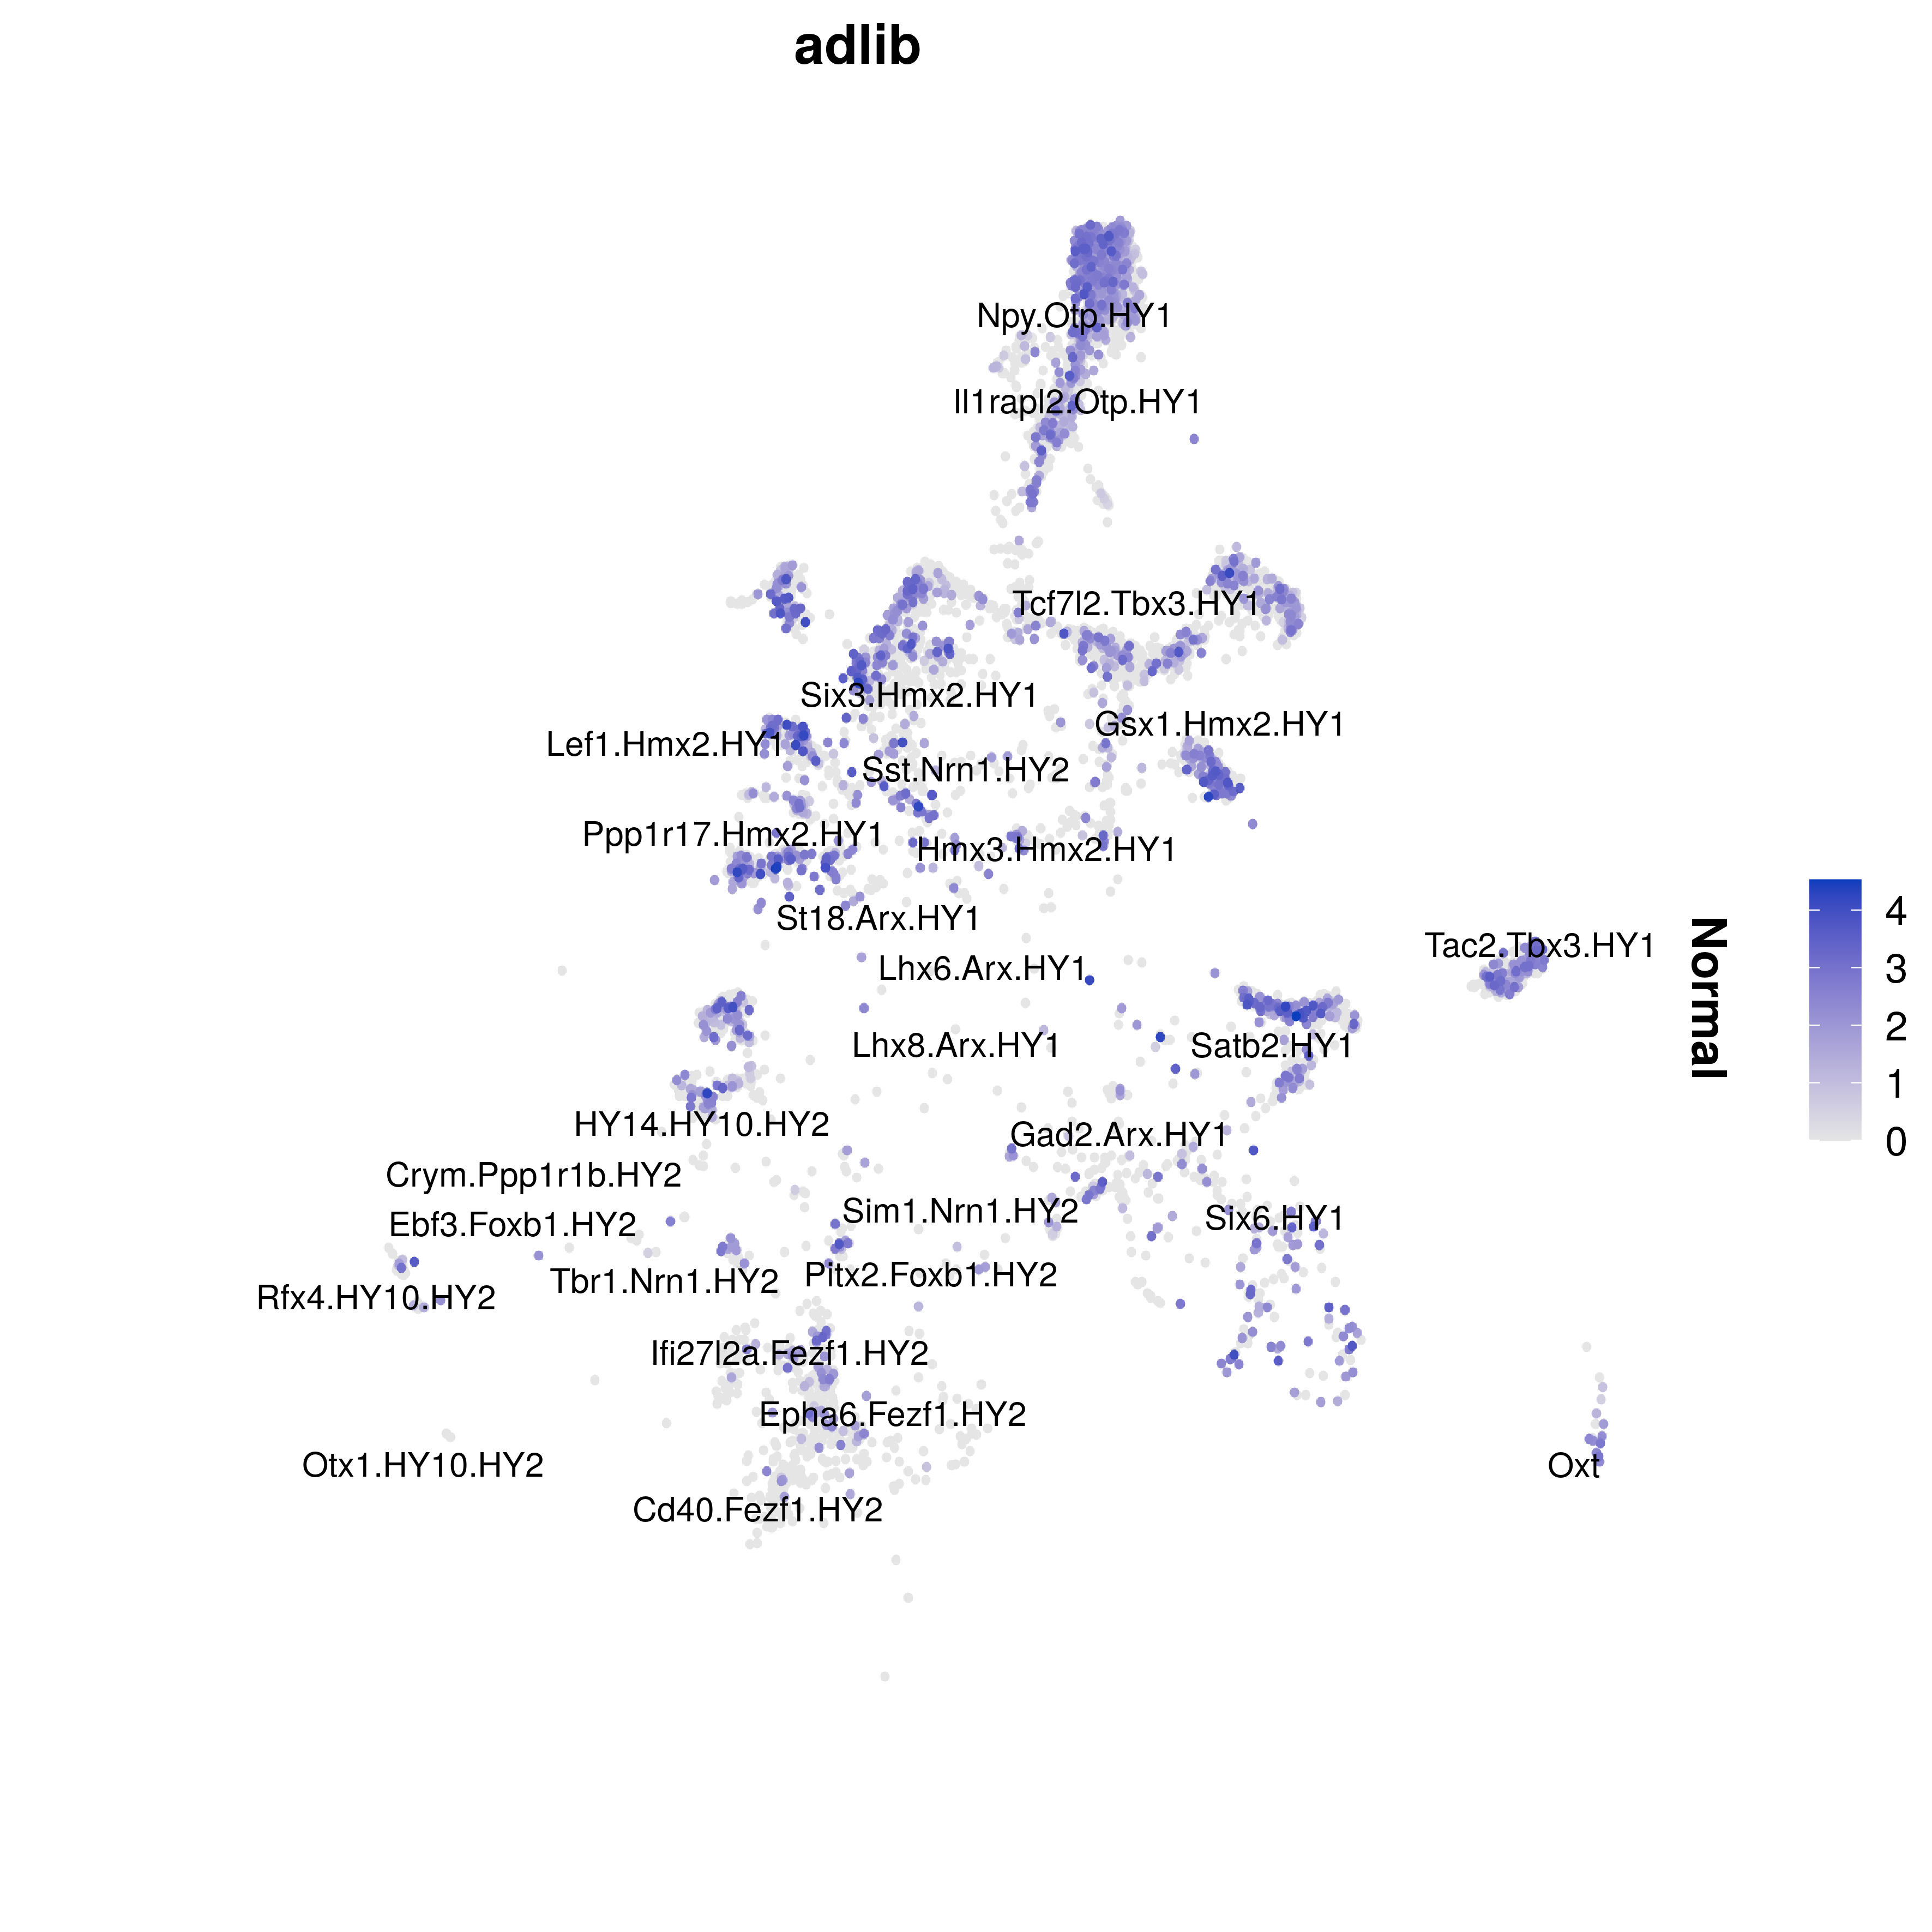 adlib
Npy.Otp.HY1
Il1rapl2.Otp.HY1
Tcf7l2.Tbx3.HY1
Six3.Hmx2.HY1
Gsx1.Hmx2.HY1
Lef1.Hmx2.HY1
Sst.Nrn1.HY2
Ppp1r17.Hmx2.HY1
Hmx3.Hmx2.HY1
St18.Arx.HY1
Tac2.Tbx3.HY1
Lhx6.Arx.HY1
Lhx8.Arx.HY1
Satb2.HY1
HY14.HY10.HY2
Gad2.Arx.HY1
Crym.Ppp1r1b.HY2
Sim1.Nrn1.HY2
Six6.HY1
Ebf3.Foxb1.HY2
Tbr1.Nrn1.HY2
Pitx2.Foxb1.HY2
Rfx4.HY10.HY2
Ifi27l2a.Fezf1.HY2
Epha6.Fezf1.HY2
Otx1.HY10.HY2
Oxt
Cd40.Fezf1.HY2
Normal
4
3
2
1
0